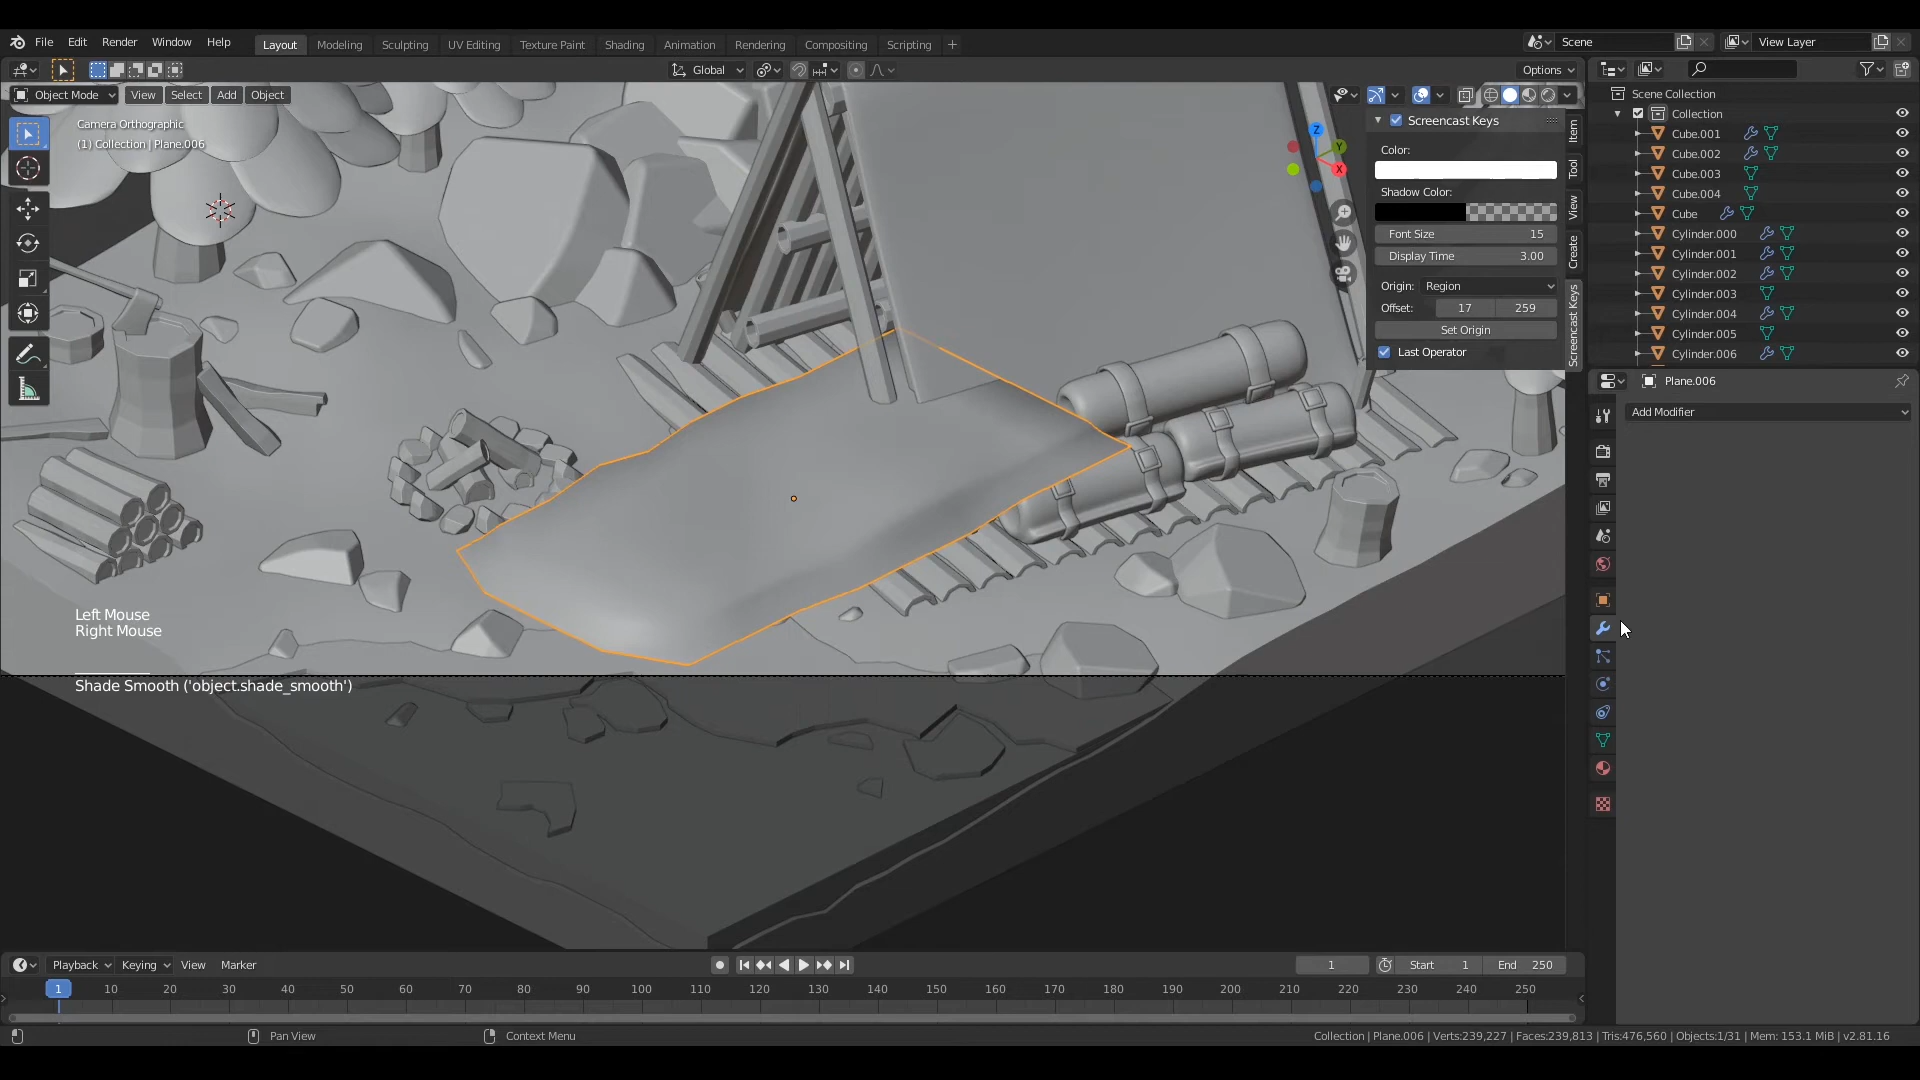 File Edit Render Window Help Layout Modeling Sculpting UV Editing Texture Paint Shading Animation Rendering Compositing Scripting + Scene View Layer
Global Options
Object Mode View Select Add Object
Camera Orthographic
(1) Collection | Plane.006
Z
Y
X
Screencast Keys
Color:
Shadow Color:
Font Size 15
Display Time 3.00
Origin: Region
Offset: 17 259
Set Origin
Last Operator
Item
Tool
View
Create
Screencast Keys
Scene Collection
Collection
Cube.001
Cube.002
Cube.003
Cube.004
Cube
Cylinder.000
Cylinder.001
Cylinder.002
Cylinder.003
Cylinder.004
Cylinder.005
Cylinder.006
Plane.006
Add Modifier
Left Mouse
Right Mouse
Shade Smooth ('object.shade_smooth')
Playback Keying View Marker 1 Start 1 End 250
1 10 20 30 40 50 60 70 80 90 100 110 120 130 140 150 160 170 180 190 200 210 220 230 240 250
Pan View Context Menu Collection | Plane.006 | Verts:239,227 | Faces:239,813 | Tris:476,560 | Objects:1/31 | Mem: 153.1 MiB | v2.81.16